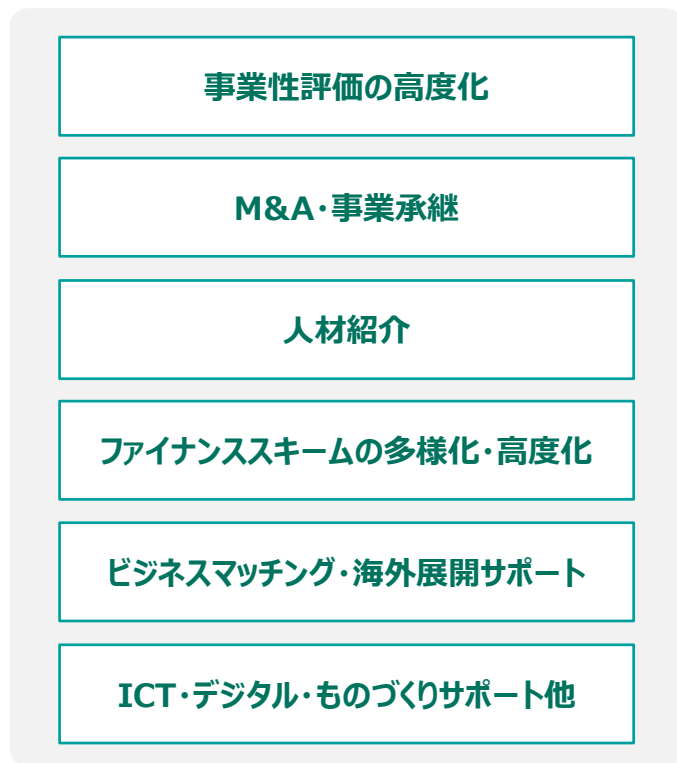 事業性評価の高度化
M&A・事業承継
人材紹介
ファイナンススキームの多様化・高度化
ビジネスマッチング・海外展開サポート
ICT・デジタル・ものづくりサポート他